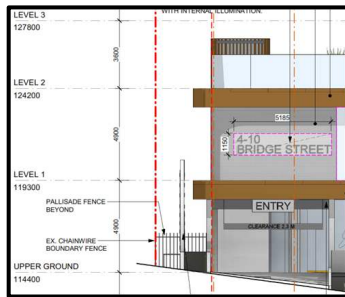 LEVEL 3
127800
WITH INTERNAL ILLUMINATION.
3600
LEVEL 2
124200
5185
1150
4-10
BRIDGE STREET
4900
LEVEL 1
119300
PALLISADE FENCE
BEYOND
ENTRY
CLEARANCE 2.3 M
4900
EX. CHAINWIRE
BOUNDARY FENCE
UPPER GROUND
114400